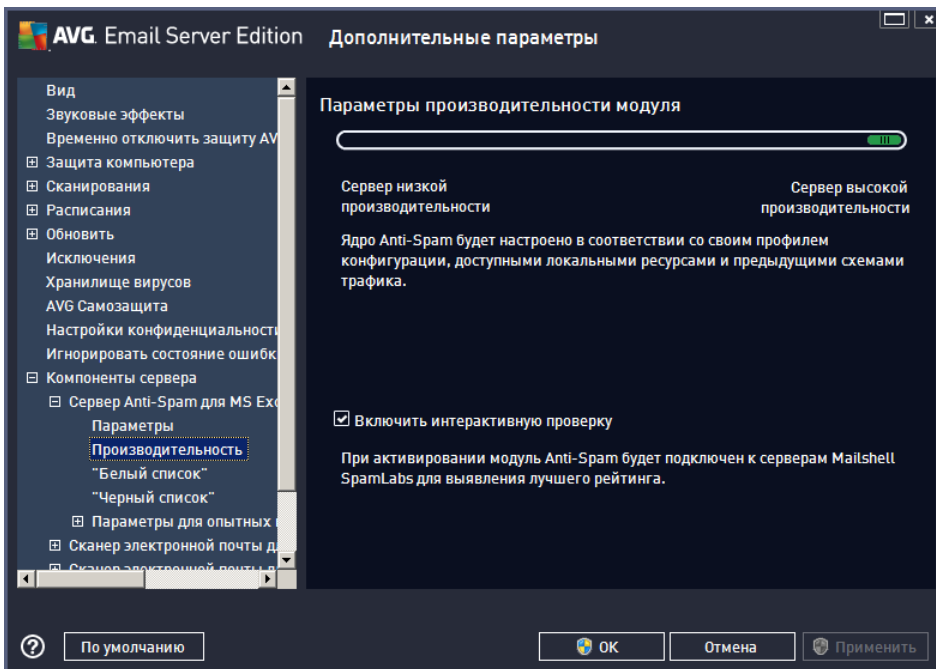 AVG. Email Server Edition
Дополнительные параметры
Вид
Звуковые эффекты
Временно отключить защиту AV
Защита компьютера
Сканирования
Расписания
Обновить
Исключения
Хранилище вирусов
AVG Самозащита
Настройки конфиденциальности
Игнорировать состояние ошибк
Компоненты сервера
Сервер Anti-Spam для MS Exc
Параметры
Производительность
"Белый список"
"Черный список"
Параметры для опытных
Сканер электронной почты д
Сканер электронной почты д
Параметры производительности модуля
Сервер низкой
производительности
Сервер высокой
производительности
Ядро Anti-Spam будет настроено в соответствии со своим профилем
конфигурации, доступными локальными ресурсами и предыдущими схемами
трафика.
Включить интерактивную проверку
При активировании модуль Anti-Spam будет подключен к серверам Mailshell
SpamLabs для выявления лучшего рейтинга.
По умолчанию
OK
Отмена
Применить